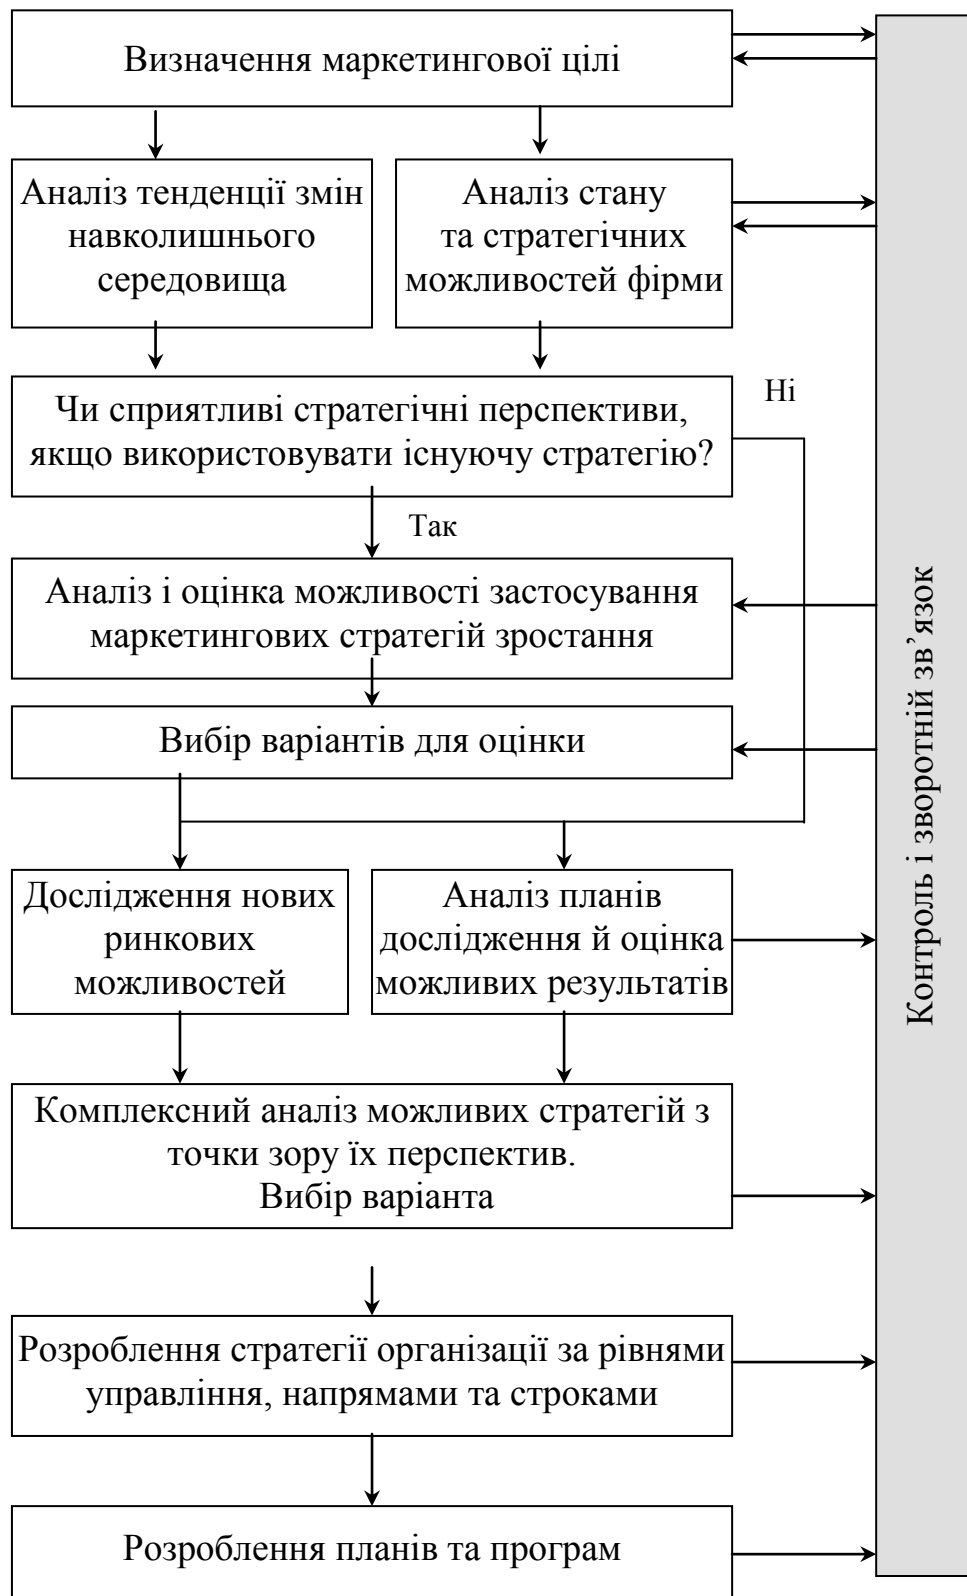 Визначення маркетингової цілі
Аналіз тенденції змін
навколишнього
середовища
Аналіз стану
та стратегічних
можливостей фірми
Чи сприятливі стратегічні перспективи,
якщо використовувати існуючу стратегію?
Ні
Так
Аналіз і оцінка можливості застосування
маркетингових стратегій зростання
Вибір варіантів для оцінки
Дослідження нових
ринкових
можливостей
Аналіз планів
дослідження й оцінка
можливих результатів
Комплексний аналіз можливих стратегій з
точки зору їх перспектив.
Вибір варіанта
Розроблення стратегії організації за рівнями
управління, напрямами та строками
Розроблення планів та програм
Контроль і зворотній зв’язок